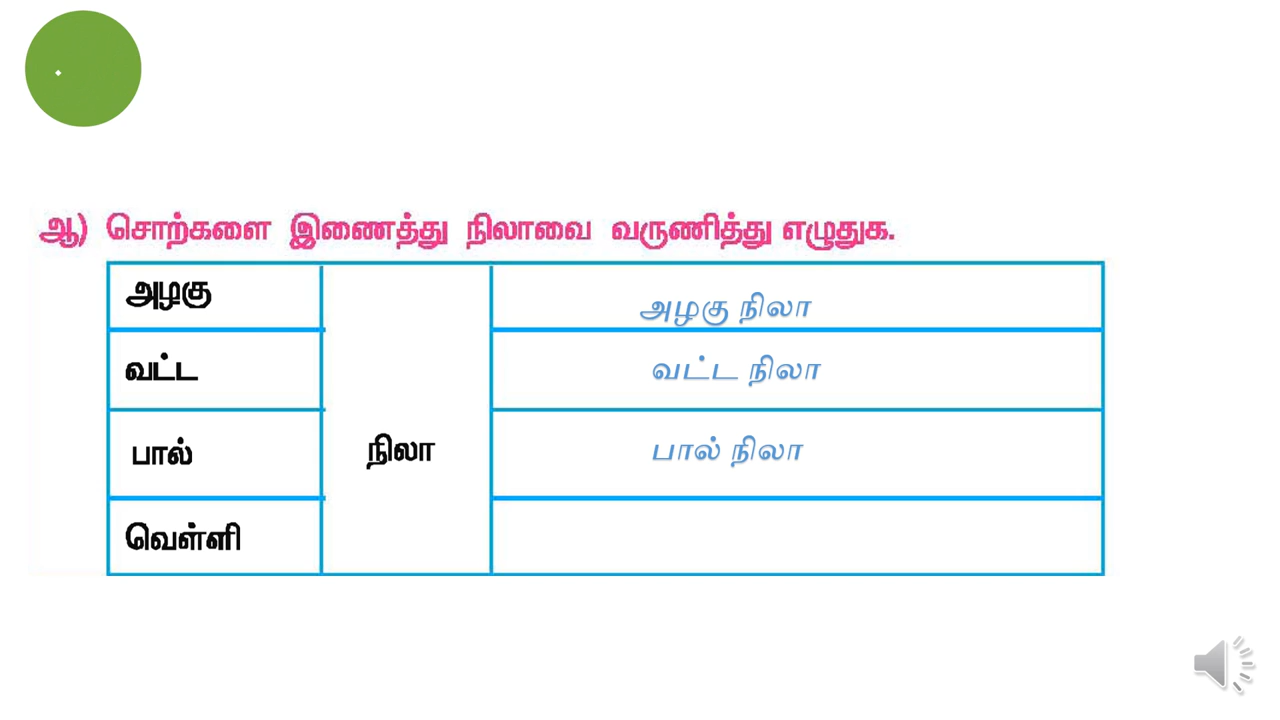 ஆ) சொற்களை இணைத்து நிலாவை வருணித்து எழுதுக.
அழகு
அழகு நிலா
வட்ட
வட்ட நிலா
பால்
நிலா
பால் நிலா
வெள்ளி